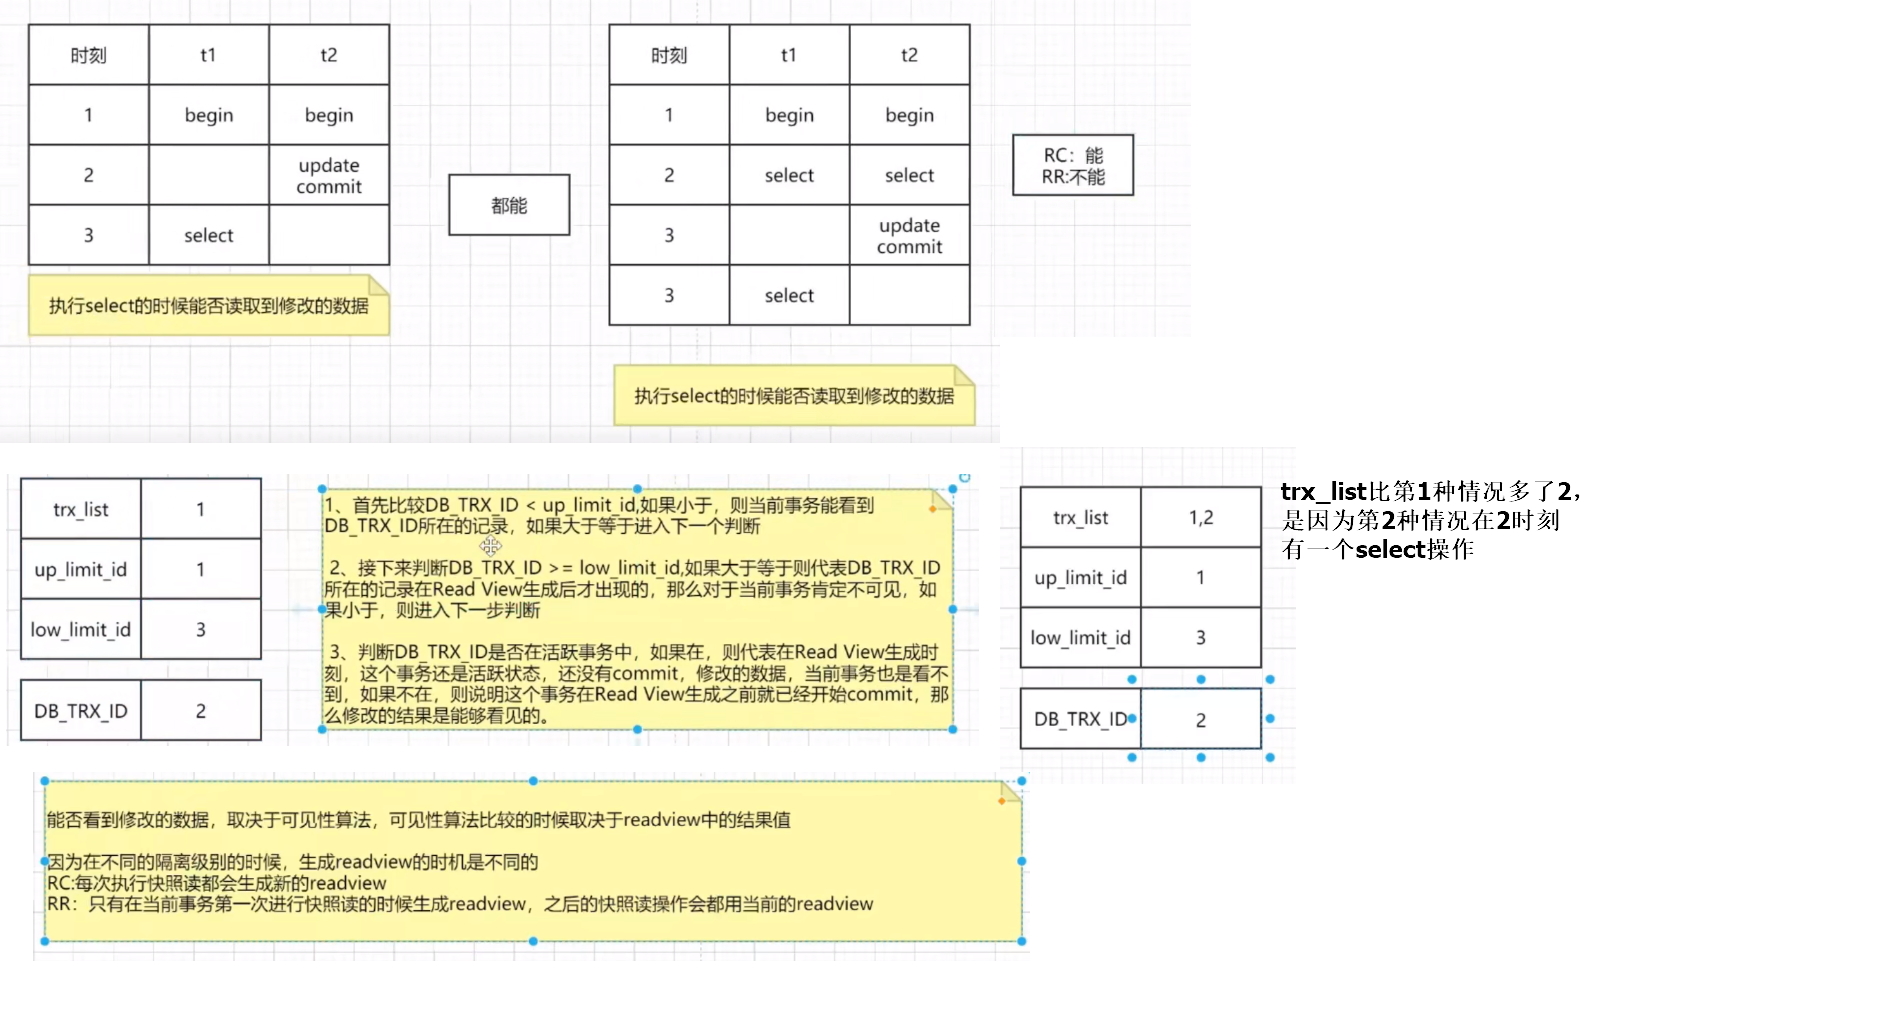 时刻 t1 t2
1 begin begin
2 update
commit
3 select
执行select的时候能否读取到修改的数据
都能
时刻 t1 t2
1 begin begin
2 select select
3 update
commit
3 select
执行select的时候能否读取到修改的数据
RC：能
RR:不能
trx_list 1
up_limit_id 1
low_limit_id 3
DB_TRX_ID 2
1、首先比较DB_TRX_ID < up_limit_id,如果小于，则当前事务能看到
DB_TRX_ID所在的记录，如果大于等于进入下一个判断
2、接下来判断DB_TRX_ID >= low_limit_id,如果大于等于则代表DB_TRX_ID
所在的记录在Read View生成后才出现的，那么对于当前事务肯定不可见，如
果小于，则进入下一步判断
3、判断DB_TRX_ID是否在活跃事务中，如果在，则代表在Read View生成时
刻，这个事务还是活跃状态，还没有commit，修改的数据，当前事务也是看不
到，如果不在，则说明这个事务在Read View生成之前就已经开始commit，那
么修改的结果是能够看见的。
trx_list 1,2
up_limit_id 1
low_limit_id 3
DB_TRX_ID 2
trx_list比第1种情况多了2，
是因为第2种情况在2时刻
有一个select操作
能否看到修改的数据，取决于可见性算法，可见性算法比较的时候取决于readview中的结果值
因为在不同的隔离级别的时候，生成readview的时机是不同的
RC:每次执行快照读都会生成新的readview
RR：只有在当前事务第一次进行快照读的时候生成readview，之后的快照读操作会都用当前的readview